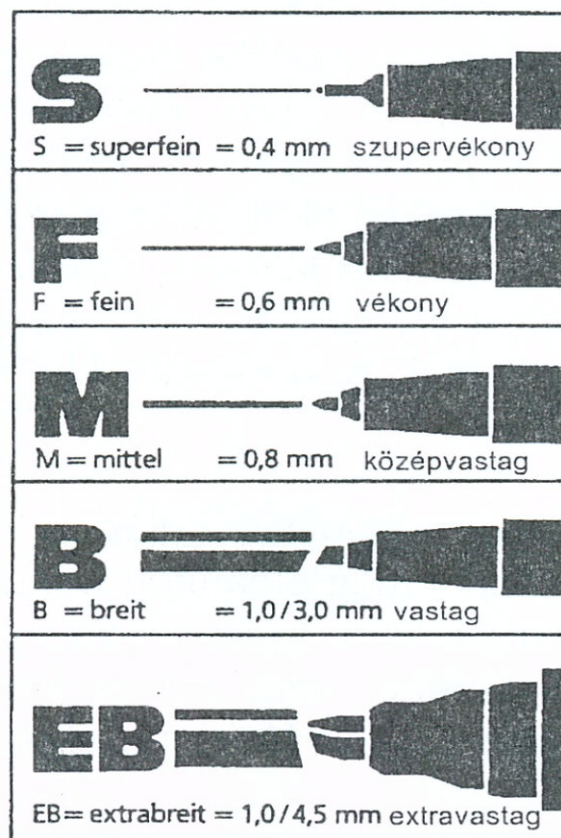 S
S = superfein = 0,4 mm szupervékony
F
F = fein = 0,6 mm vékony
M
M = mittel = 0,8 mm középvastag
B
B = breit = 1,0/3,0 mm vastag
EB
EB= extrabreit = 1,0/4,5 mm extravastag